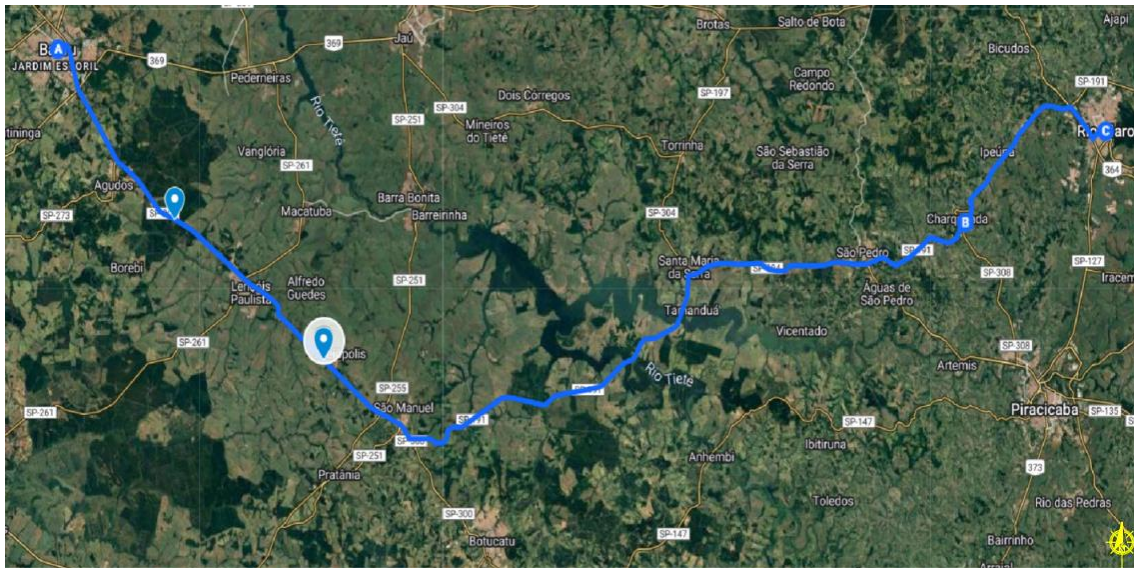 Ajapi
Brotas
Salto de Bota
Jaú
369
Bicudos
A
JARDIM ESTORIL
369
Pederneiras
Campo
Redondo
SP-191
SP-197
Dois Córregos
SP-304
SP-251
Rio Tietê
Mineiros
do Tietê
C
Vanglória
SP-261
Torrinha
São Sebastião
da Serra
Ipeúna
364
Agudos
Barra Bonita
Barreirinha
SP-273
Macatuba
SP-304
B
São Pedro
Borebi
Santa Maria
da Serra
SP-127
SP-308
Alfredo
Guedes
SP-251
Lençóis
Paulista
Águas de
São Pedro
Vicentado
SP-261
SP-308
Artemis
Rio Tietê
SP-255
SP-261
São Manuel
Piracicaba
SP-135
SP-147
SP-251
Ibitiruna
Anhembi
Pratânia
373
SP-300
Toledos
Rio das Pedras
SP-147
Botucatu
Bairrinho